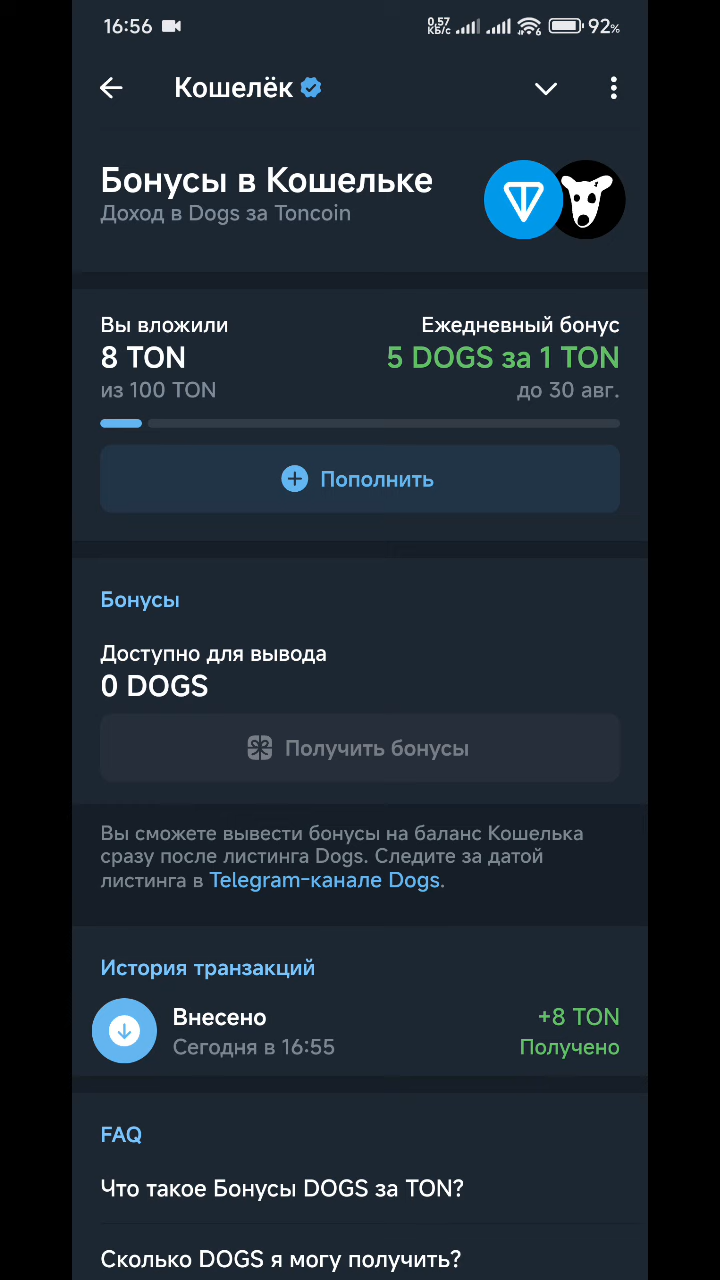 16:56
0,57 КБ/с
92%
Кошелёк
Бонусы в Кошельке
Доход в Dogs за Toncoin
Вы вложили
8 TON
из 100 TON
Ежедневный бонус
5 DOGS за 1 TON
до 30 авг.
Пополнить
Бонусы
Доступно для вывода
0 DOGS
Получить бонусы
Вы сможете вывести бонусы на баланс Кошелька
сразу после листинга Dogs. Следите за датой
листинга в Telegram-канале Dogs.
История транзакций
Внесено
+8 TON
Сегодня в 16:55
Получено
FAQ
Что такое Бонусы DOGS за TON?
Сколько DOGS я могу получить?